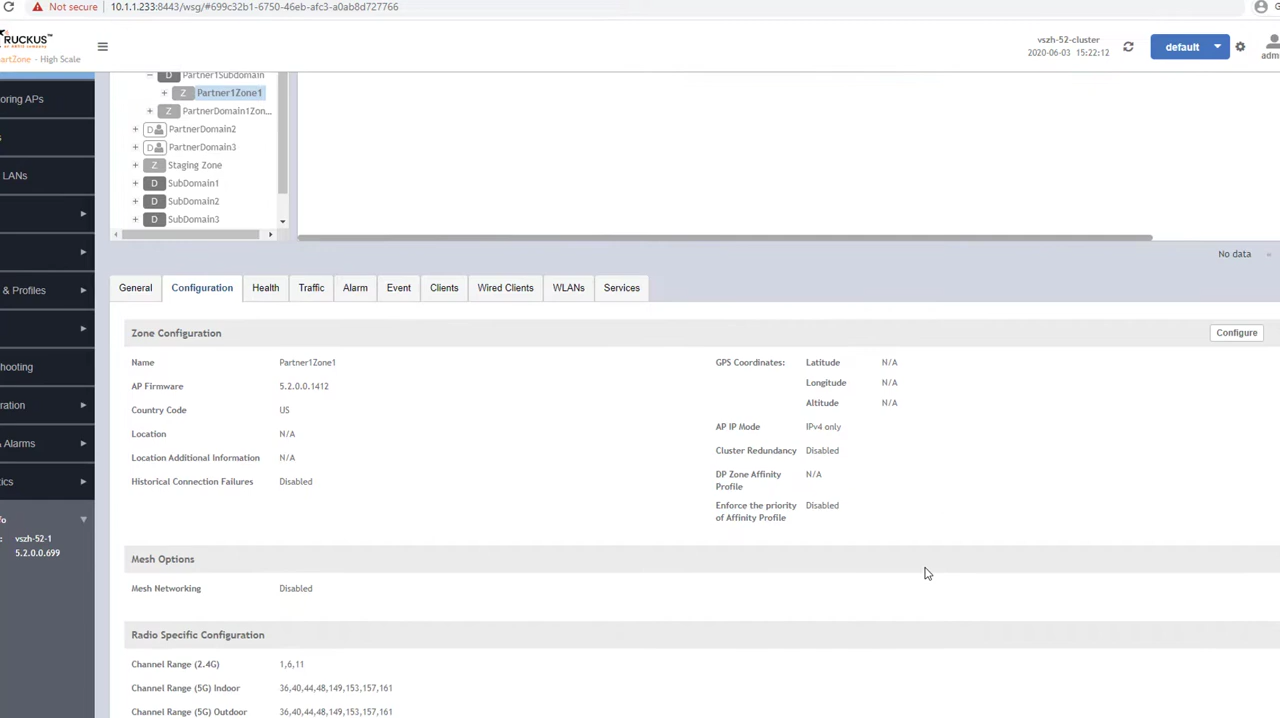 Not secure
10.1.1.233:8443/wsg/#699c32b1-6750-46eb-afc3-a0ab8d727766
RUCKUS™
artZone - High Scale
vszh-52-cluster
2020-06-03 15:22:12
default
adm
oring APs
s
LANs
& Profiles
hooting
ration
& Alarms
ics
fo
: vszh-52-1
5.2.0.0.699
D Partner1Subdomain
Z Partner1Zone1
Z PartnerDomain1Zon...
D PartnerDomain2
D PartnerDomain3
Z Staging Zone
D SubDomain1
D SubDomain2
D SubDomain3
No data
General Configuration Health Traffic Alarm Event Clients Wired Clients WLANs Services
Zone Configuration
Configure
Name Partner1Zone1
AP Firmware 5.2.0.0.1412
Country Code US
Location N/A
Location Additional Information N/A
Historical Connection Failures Disabled
GPS Coordinates: Latitude N/A
Longitude N/A
Altitude N/A
AP IP Mode IPv4 only
Cluster Redundancy Disabled
DP Zone Affinity N/A
Profile
Enforce the priority Disabled
of Affinity Profile
Mesh Options
Mesh Networking Disabled
Radio Specific Configuration
Channel Range (2.4G) 1,6,11
Channel Range (5G) Indoor 36,40,44,48,149,153,157,161
Channel Range (5G) Outdoor 36,40,44,48,149,153,157,161